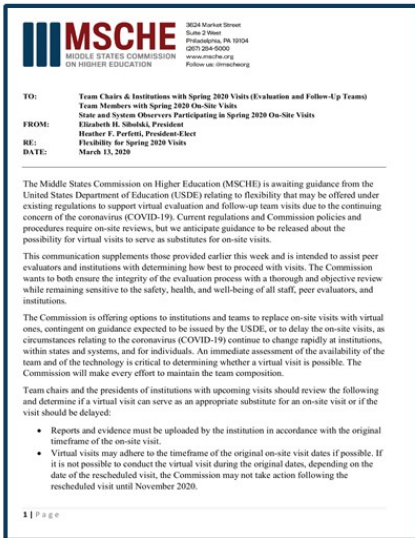 MSCHE
MIDDLE STATES COMMISSION
ON HIGHER EDUCATION
3624 Market Street
Suite 2 West
Philadelphia, PA 19104
(267) 284-5000
www.msche.org
Follow us: @mscheorg
TO: Team Chairs & Institutions with Spring 2020 Visits (Evaluation and Follow-Up Teams)
Team Members with Spring 2020 On-Site Visits
State and System Observers Participating in Spring 2020 On-Site Visits
FROM: Elizabeth H. Sibolski, President
Heather F. Perfetti, President-Elect
RE: Flexibility for Spring 2020 Visits
DATE: March 13, 2020
The Middle States Commission on Higher Education (MSCHE) is awaiting guidance from the
United States Department of Education (USDE) relating to flexibility that may be offered under
existing regulations to support virtual evaluation and follow-up team visits due to the continuing
concern of the coronavirus (COVID-19). Current regulations and Commission policies and
procedures require on-site reviews, but we anticipate guidance to be released about the
possibility for virtual visits to serve as substitutes for on-site visits.
This communication supplements those provided earlier this week and is intended to assist peer
evaluators and institutions with determining how best to proceed with visits. The Commission
wants to both ensure the integrity of the evaluation process with a thorough and objective review
while remaining sensitive to the safety, health, and well-being of all staff, peer evaluators, and
institutions.
The Commission is offering options to institutions and teams to replace on-site visits with virtual
ones, contingent on guidance expected to be issued by the USDE, or to delay the on-site visits, as
circumstances relating to the coronavirus (COVID-19) continue to change rapidly at institutions,
within states and systems, and for individuals. An immediate assessment of the availability of the
team and of the technology is critical to determining whether a virtual visit is possible. The
Commission will make every effort to maintain the team composition.
Team chairs and the presidents of institutions with upcoming visits should review the following
and determine if a virtual visit can serve as an appropriate substitute for an on-site visit or if the
visit should be delayed:
• Reports and evidence must be uploaded by the institution in accordance with the original
timeframe of the on-site visit.
• Virtual visits may adhere to the timeframe of the original on-site visit dates if possible. If
it is not possible to conduct the virtual visit during the original dates, depending on the
date of the rescheduled visit, the Commission may not take action following the
rescheduled visit until November 2020.
1 | Page